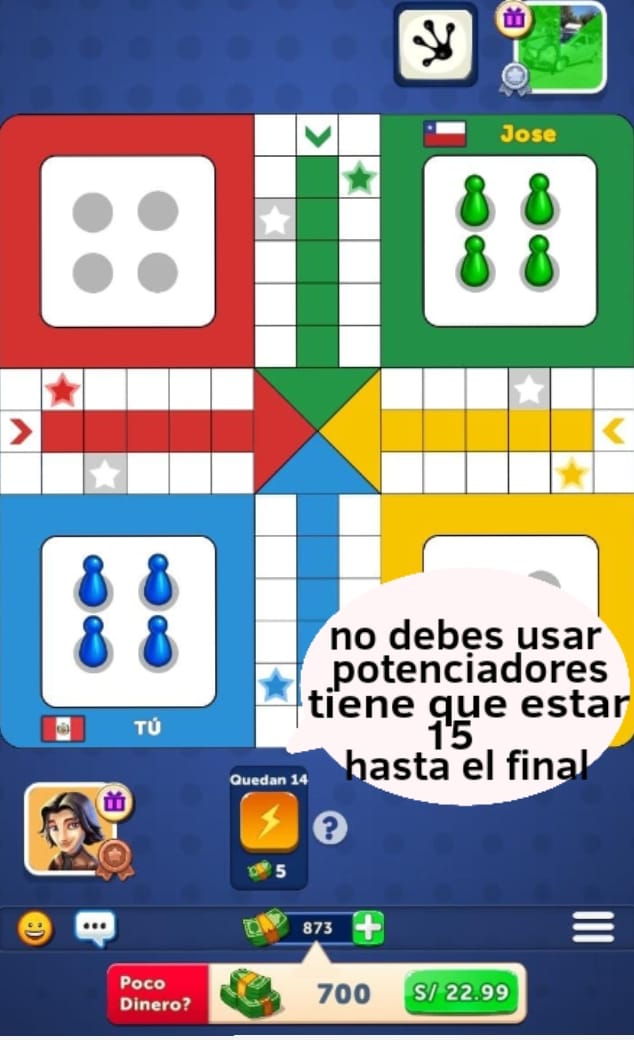 Jose
no debes usar
potenciadores
tiene que estar
15
hasta el final
TÚ
Quedan 14
?
5
873
Poco
Dinero?
700
S/ 22.99